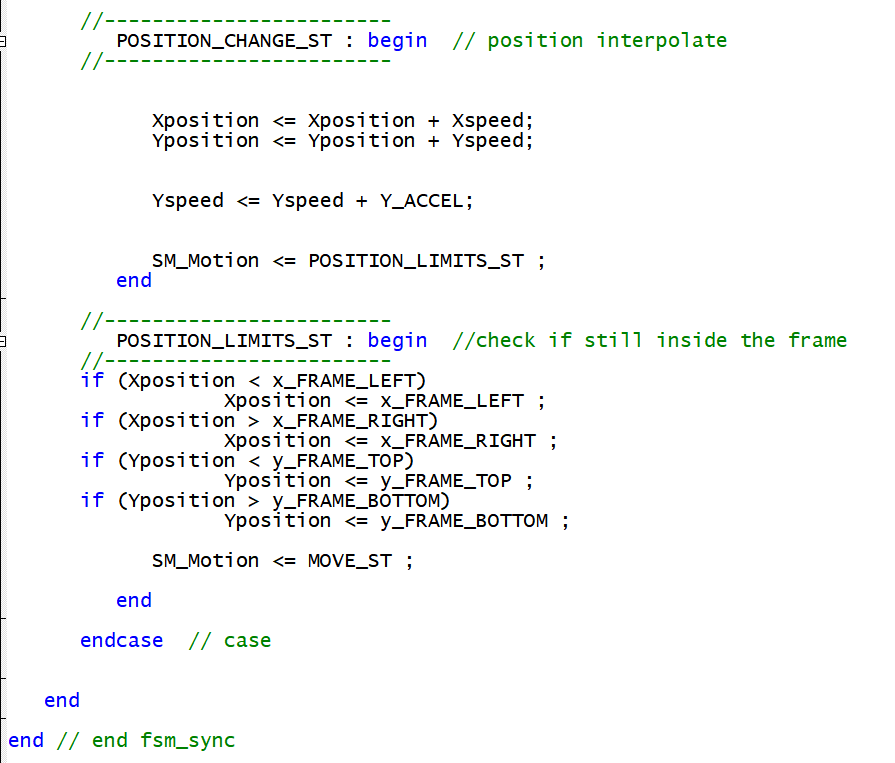 //------------------------
POSITION_CHANGE_ST : begin // position interpolate
//------------------------
Xposition <= Xposition + Xspeed;
Yposition <= Yposition + Yspeed;
Yspeed <= Yspeed + Y_ACCEL;
SM_Motion <= POSITION_LIMITS_ST ;
end
//------------------------
POSITION_LIMITS_ST : begin //check if still inside the frame
//------------------------
if (Xposition < x_FRAME_LEFT)
Xposition <= x_FRAME_LEFT ;
if (Xposition > x_FRAME_RIGHT)
Xposition <= x_FRAME_RIGHT ;
if (Yposition < y_FRAME_TOP)
Yposition <= y_FRAME_TOP ;
if (Yposition > y_FRAME_BOTTOM)
Yposition <= y_FRAME_BOTTOM ;
SM_Motion <= MOVE_ST ;
end
endcase // case
end
end // end fsm_sync